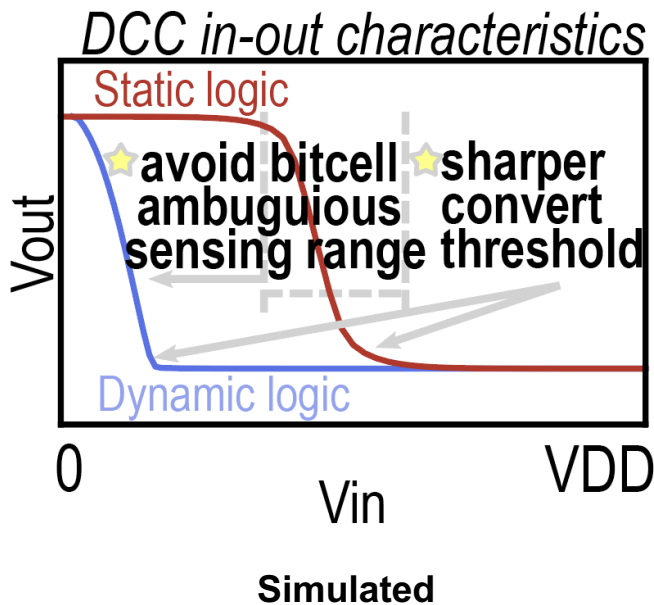 DCC in-out characteristics
Static logic
avoid bitcell
ambuguious
sensing range
sharper
convert
threshold
Vout
Dynamic logic
0
VDD
Vin
Simulated